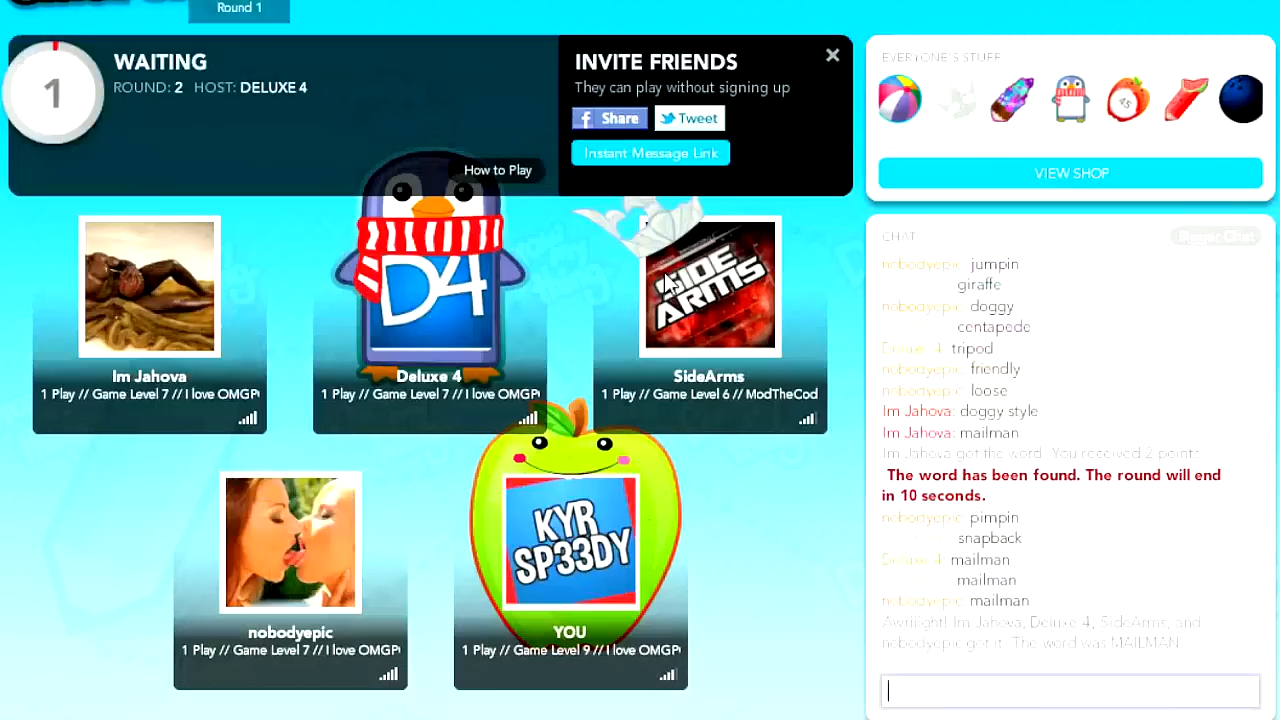 Round 1
1
WAITING
ROUND: 2 HOST: DELUXE 4
How to Play
INVITE FRIENDS
They can play without signing up
f Share
Tweet
Instant Message Link
EVERYONE'S STUFF
45
VIEW SHOP
D4
SIDE
ARMS
Im Jahova
1 Play // Game Level 7 // I love OMGP
Deluxe 4
1 Play // Game Level 7 // I love OMGP
SideArms
1 Play // Game Level 6 // ModTheCod
KYR
SP33DY
nobodyepic
1 Play // Game Level 7 // I love OMGP
YOU
1 Play // Game Level 9 // I love OMGP
CHAT
Bigger Chat
nobodyepic: jumpin
giraffe
nobodyepic: doggy
centapede
Deluxe 4: tripod
nobodyepic: friendly
nobodyepic: loose
Im Jahova: doggy style
Im Jahova: mailman
Im Jahova got the word. You received 2 points
The word has been found. The round will end
in 10 seconds.
nobodyepic: pimpin
snapback
Deluxe 4: mailman
mailman
nobodyepic: mailman
Awriiight! Im Jahova, Deluxe 4, SideArms, and
nobodyepic got it. The word was MAILMAN